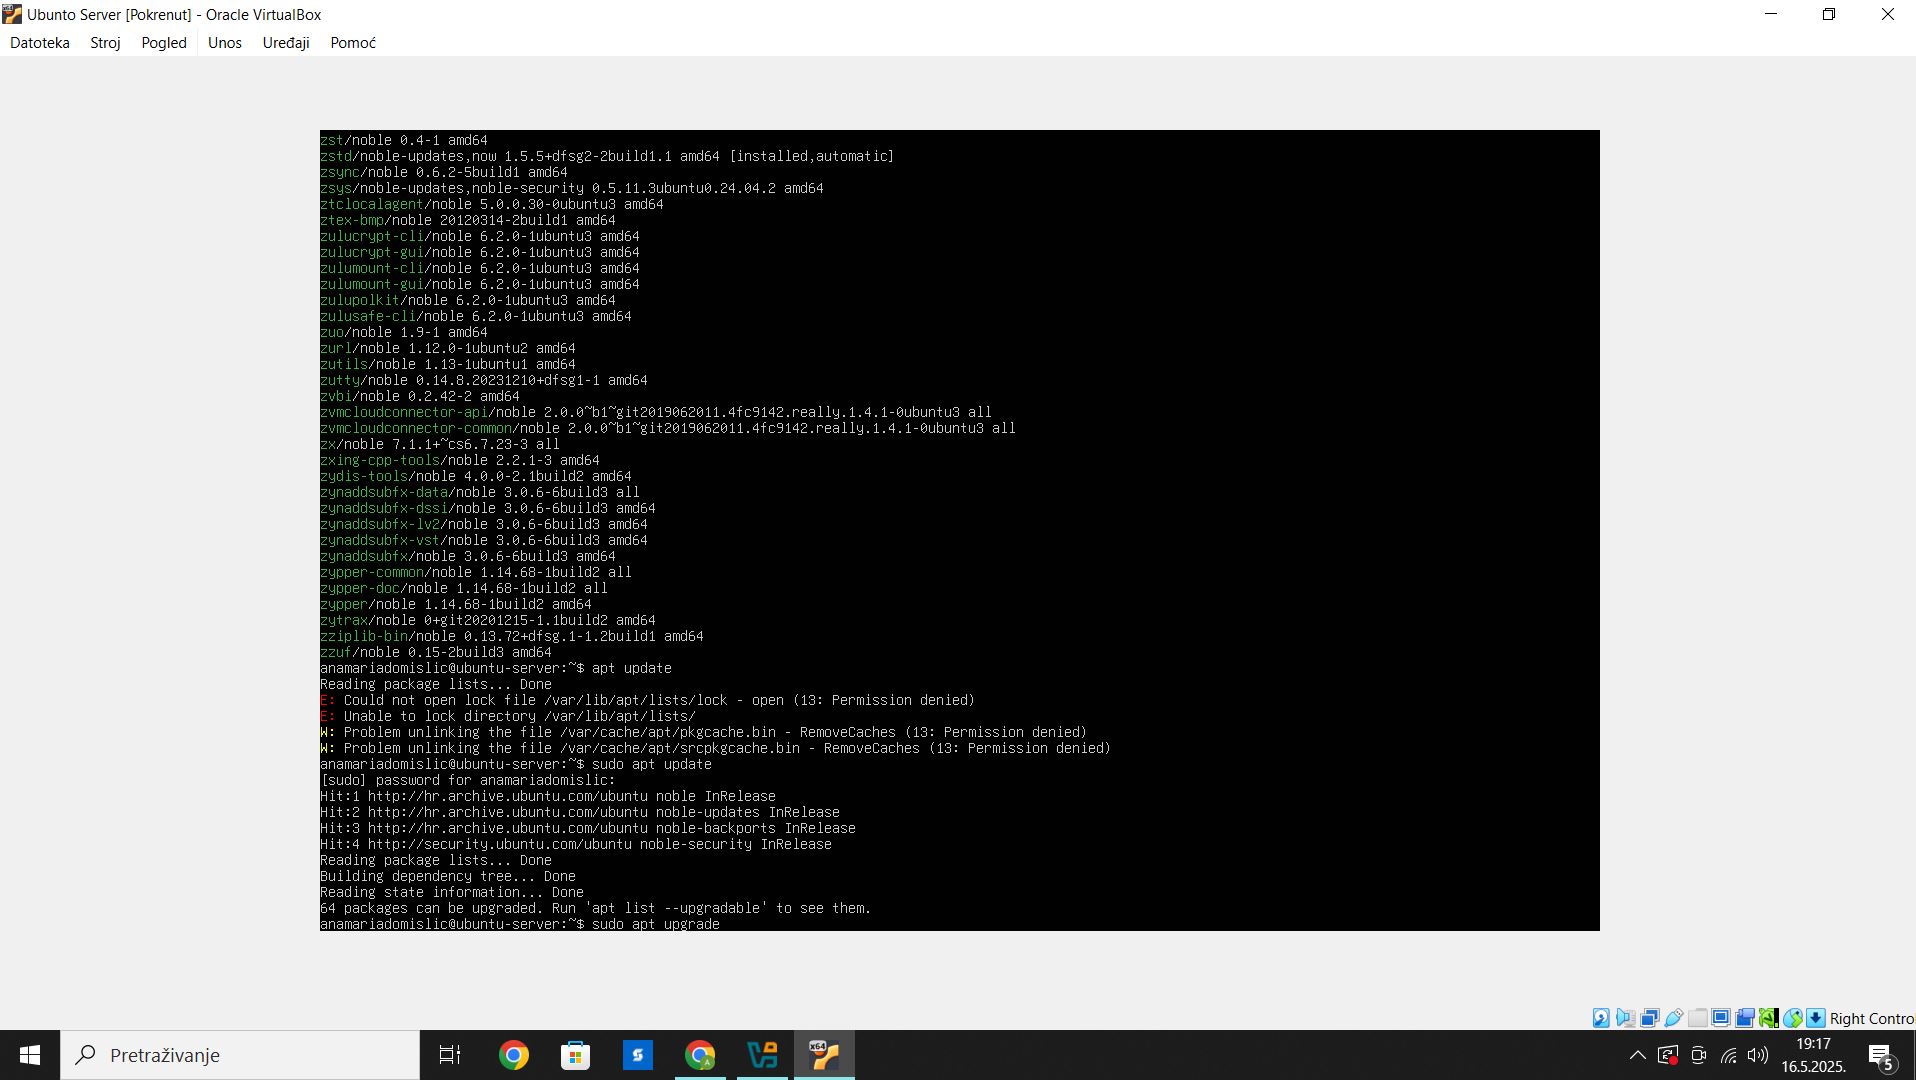 Ubunto Server [Pokrenut] - Oracle VirtualBox
Datoteka Stroj Pogled Unos Uređaji Pomoć
zst/noble 0.4-1 amd64
zstd/noble-updates,now 1.5.5+dfsg2-2build1.1 amd64 [installed,automatic]
zsync/noble 0.6.2-5build1 amd64
zsys/noble-updates,noble-security 0.5.11.3ubuntu0.24.04.2 amd64
ztclocalagent/noble 5.0.0.30-0ubuntu3 amd64
ztex-bmp/noble 20120314-2build1 amd64
zulucrypt-cli/noble 6.2.0-1ubuntu3 amd64
zulucrypt-gui/noble 6.2.0-1ubuntu3 amd64
zulumount-cli/noble 6.2.0-1ubuntu3 amd64
zulumount-gui/noble 6.2.0-1ubuntu3 amd64
zulupolkit/noble 6.2.0-1ubuntu3 amd64
zulusafe-cli/noble 6.2.0-1ubuntu3 amd64
zuo/noble 1.9-1 amd64
zurl/noble 1.12.0-1ubuntu2 amd64
zutils/noble 1.13-1ubuntu1 amd64
zutty/noble 0.14.8.20231210+dfsg1-1 amd64
zvbi/noble 0.2.42-2 amd64
zvmcloudconnector-api/noble 2.0.0~b1~git2019062011.4fc9142.really.1.4.1-0ubuntu3 all
zvmcloudconnector-common/noble 2.0.0~b1~git2019062011.4fc9142.really.1.4.1-0ubuntu3 all
zx/noble 7.1.1+~cs6.7.23-3 all
zxing-cpp-tools/noble 2.2.1-3 amd64
zydis-tools/noble 4.0.0-2.1build2 amd64
zynaddsubfx-data/noble 3.0.6-6build3 all
zynaddsubfx-dssi/noble 3.0.6-6build3 amd64
zynaddsubfx-lv2/noble 3.0.6-6build3 amd64
zynaddsubfx-vst/noble 3.0.6-6build3 amd64
zynaddsubfx/noble 3.0.6-6build3 amd64
zypper-common/noble 1.14.68-1build2 all
zypper-doc/noble 1.14.68-1build2 all
zypper/noble 1.14.68-1build2 amd64
zytrax/noble 0+git20201215-1.1build2 amd64
zziplib-bin/noble 0.13.72+dfsg.1-1.2build1 amd64
zzuf/noble 0.15-2build3 amd64
anamariadomislic@ubuntu-server:~$ apt update
Reading package lists... Done
E: Could not open lock file /var/lib/apt/lists/lock - open (13: Permission denied)
E: Unable to lock directory /var/lib/apt/lists/
W: Problem unlinking the file /var/cache/apt/pkgcache.bin - RemoveCaches (13: Permission denied)
W: Problem unlinking the file /var/cache/apt/srcpkgcache.bin - RemoveCaches (13: Permission denied)
anamariadomislic@ubuntu-server:~$ sudo apt update
[sudo] password for anamariadomislic:
Hit:1 http://hr.archive.ubuntu.com/ubuntu noble InRelease
Hit:2 http://hr.archive.ubuntu.com/ubuntu noble-updates InRelease
Hit:3 http://hr.archive.ubuntu.com/ubuntu noble-backports InRelease
Hit:4 http://security.ubuntu.com/ubuntu noble-security InRelease
Reading package lists... Done
Building dependency tree... Done
Reading state information... Done
64 packages can be upgraded. Run 'apt list --upgradable' to see them.
anamariadomislic@ubuntu-server:~$ sudo apt upgrade
Right Contro
Pretraživanje
S
A
x64
19:17
16.5.2025.
5